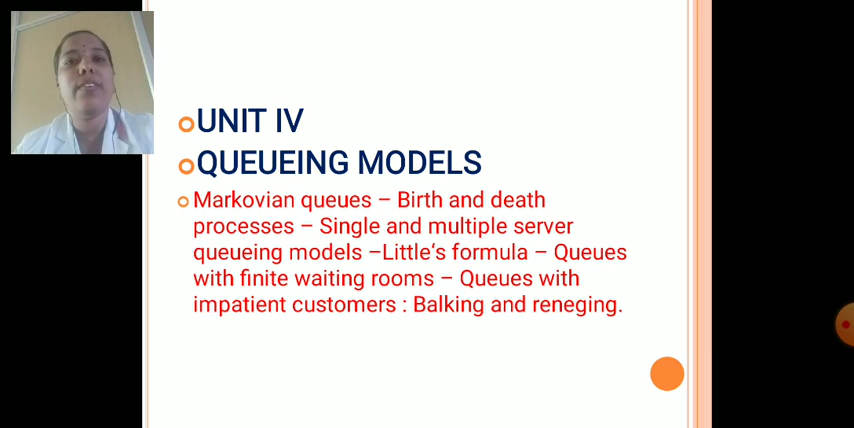 UNIT IV
QUEUEING MODELS
Markovian queues – Birth and death
processes – Single and multiple server
queueing models –Little‘s formula – Queues
with finite waiting rooms – Queues with
impatient customers : Balking and reneging.